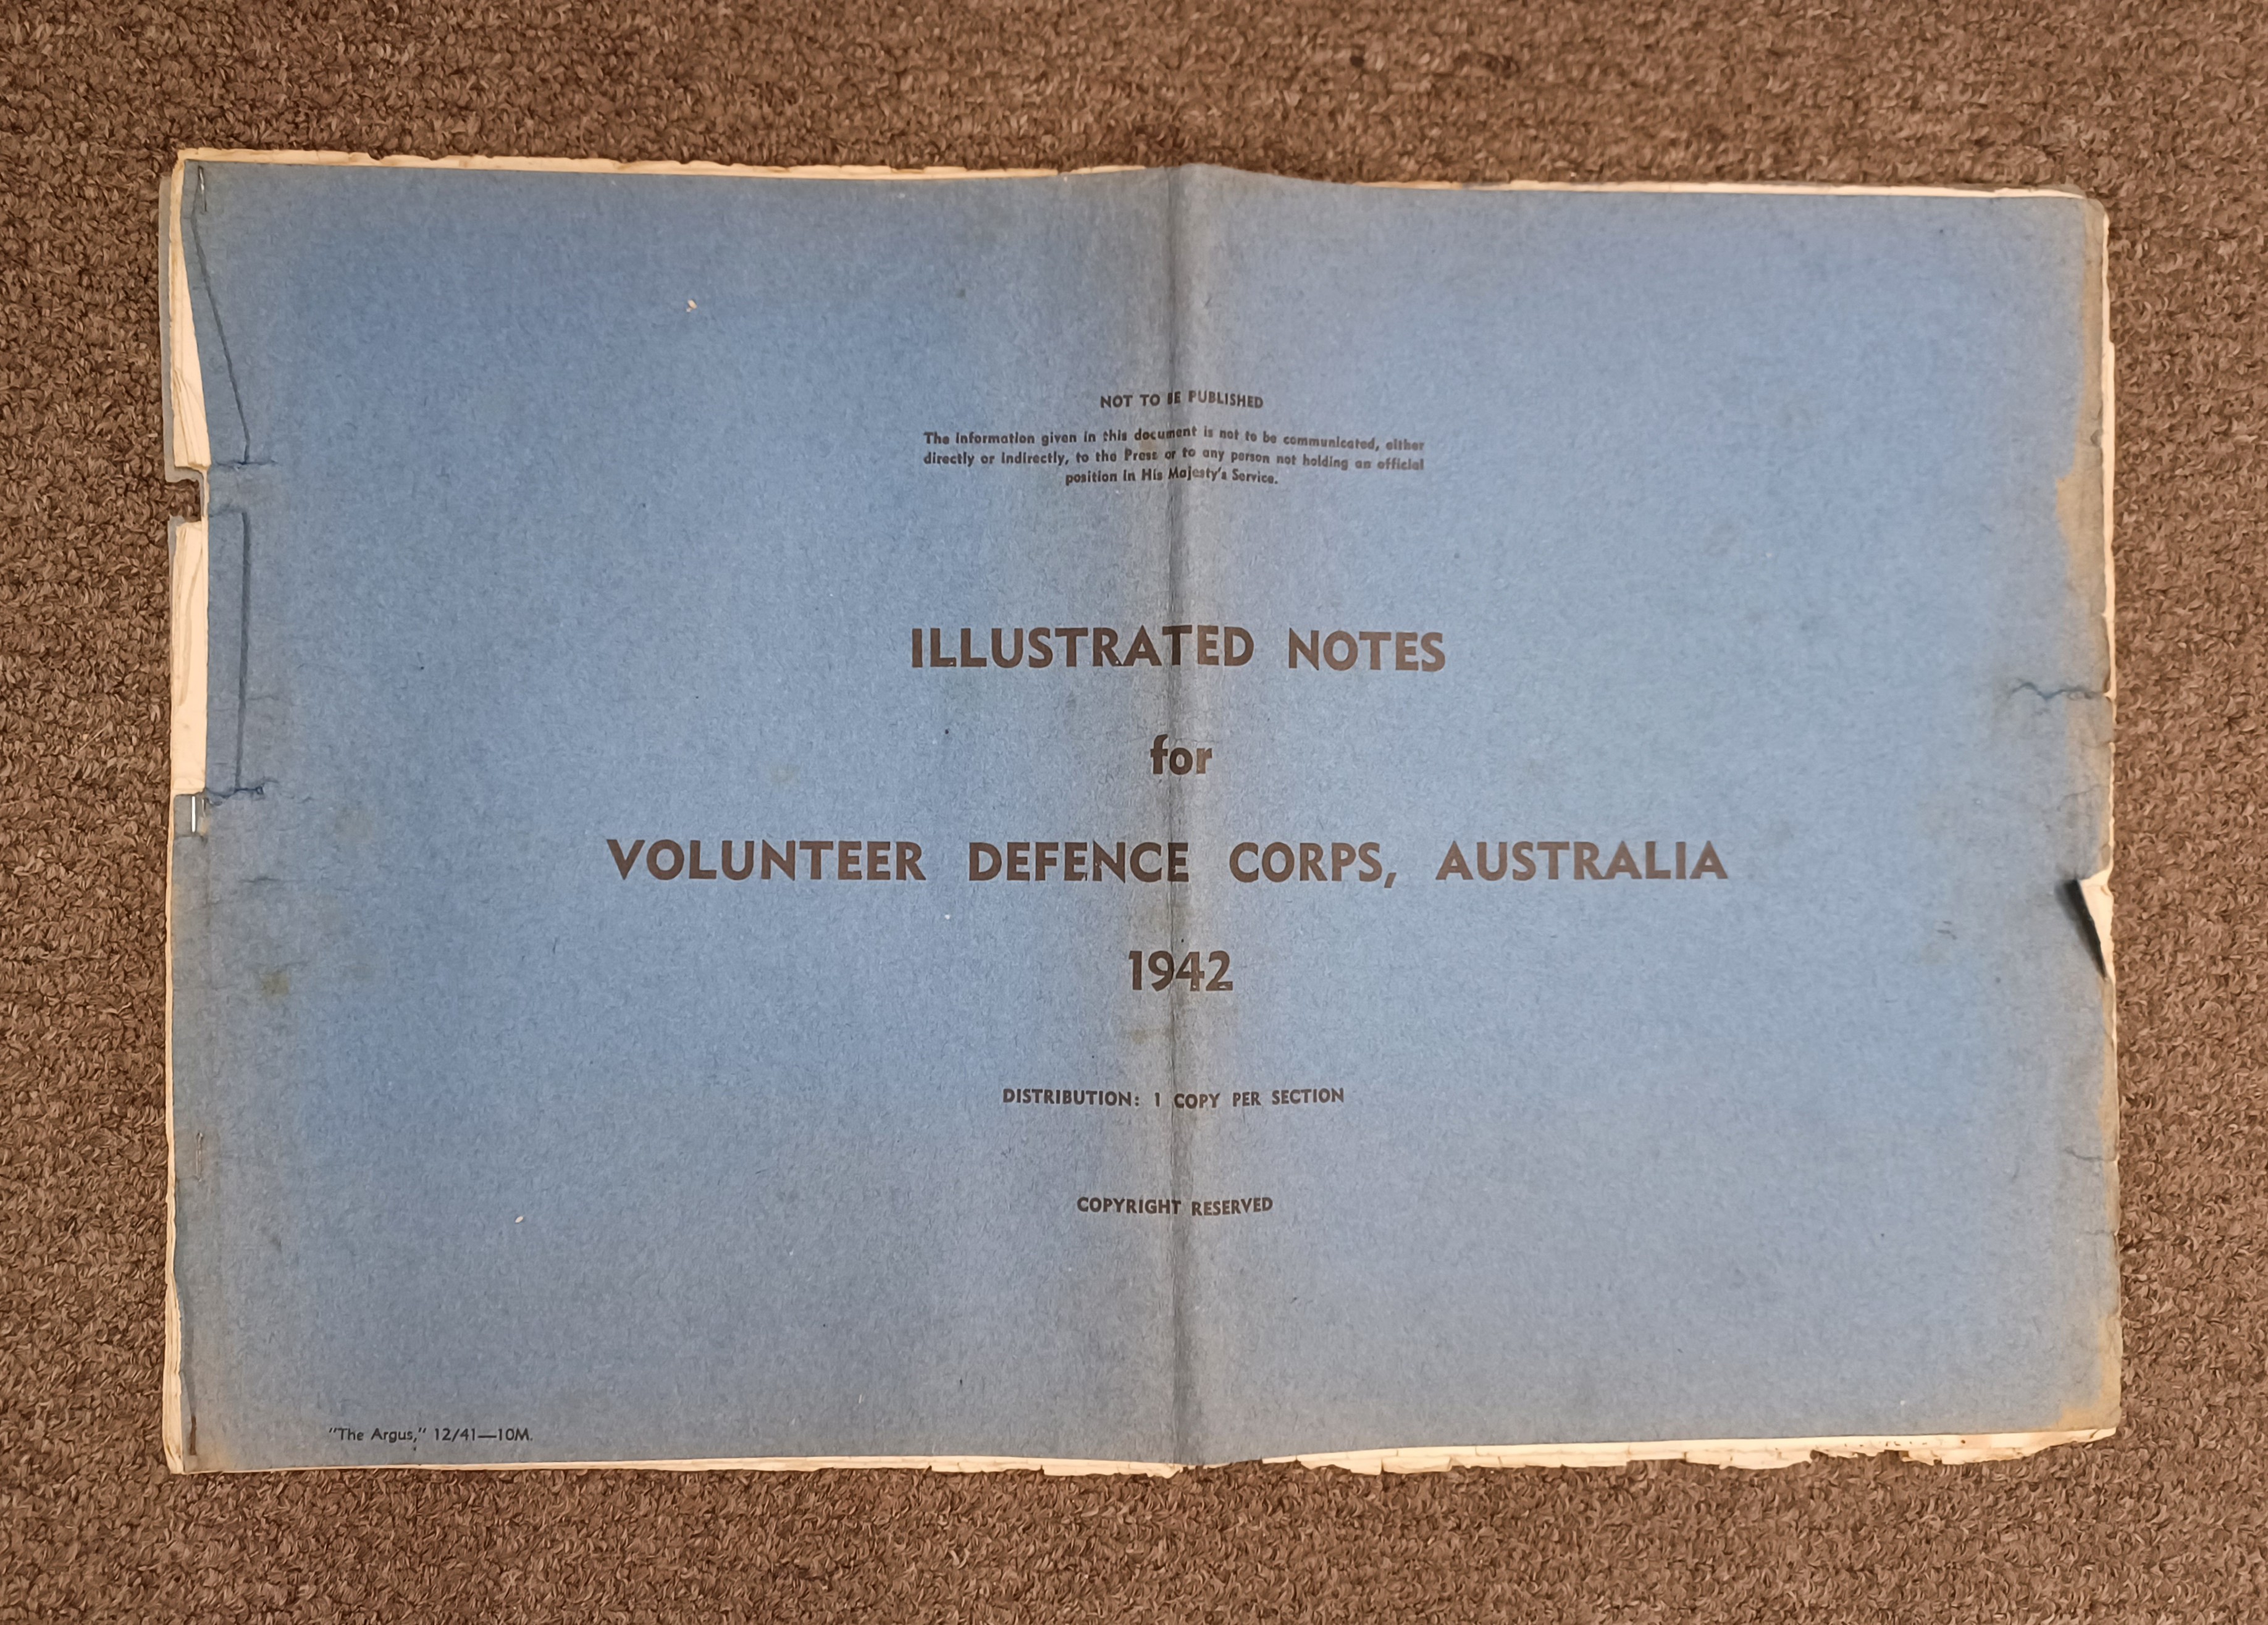 NOT TO BE PUBLISHED
The information given in this document is not to be communicated, either
directly or indirectly, to the Press or to any person not holding an official
position in His Majesty's Service.
ILLUSTRATED NOTES
for
VOLUNTEER DEFENCE CORPS, AUSTRALIA
1942
DISTRIBUTION: 1 COPY PER SECTION
COPYRIGHT RESERVED
"The Argus," 12/41—10M.